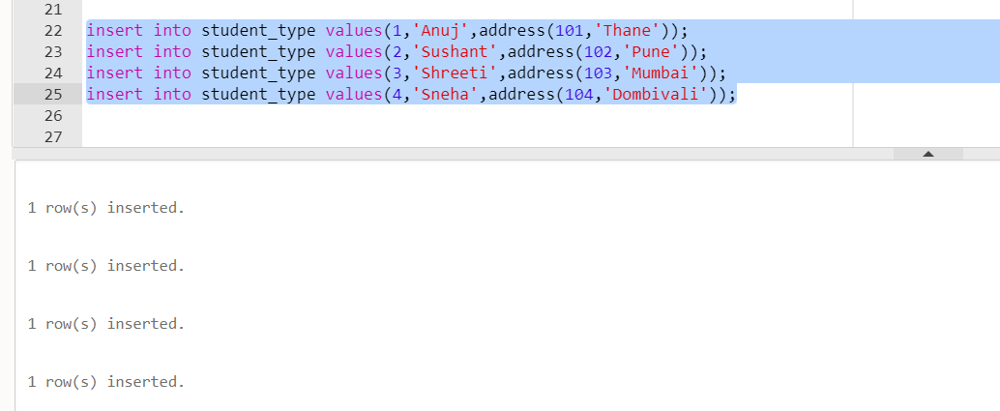 21
22 insert into student_type values(1,'Anuj',address(101,'Thane'));
23 insert into student_type values(2,'Sushant',address(102,'Pune'));
24 insert into student_type values(3,'Shreeti',address(103,'Mumbai'));
25 insert into student_type values(4,'Sneha',address(104,'Dombivali'));
26
27
1 row(s) inserted.
1 row(s) inserted.
1 row(s) inserted.
1 row(s) inserted.